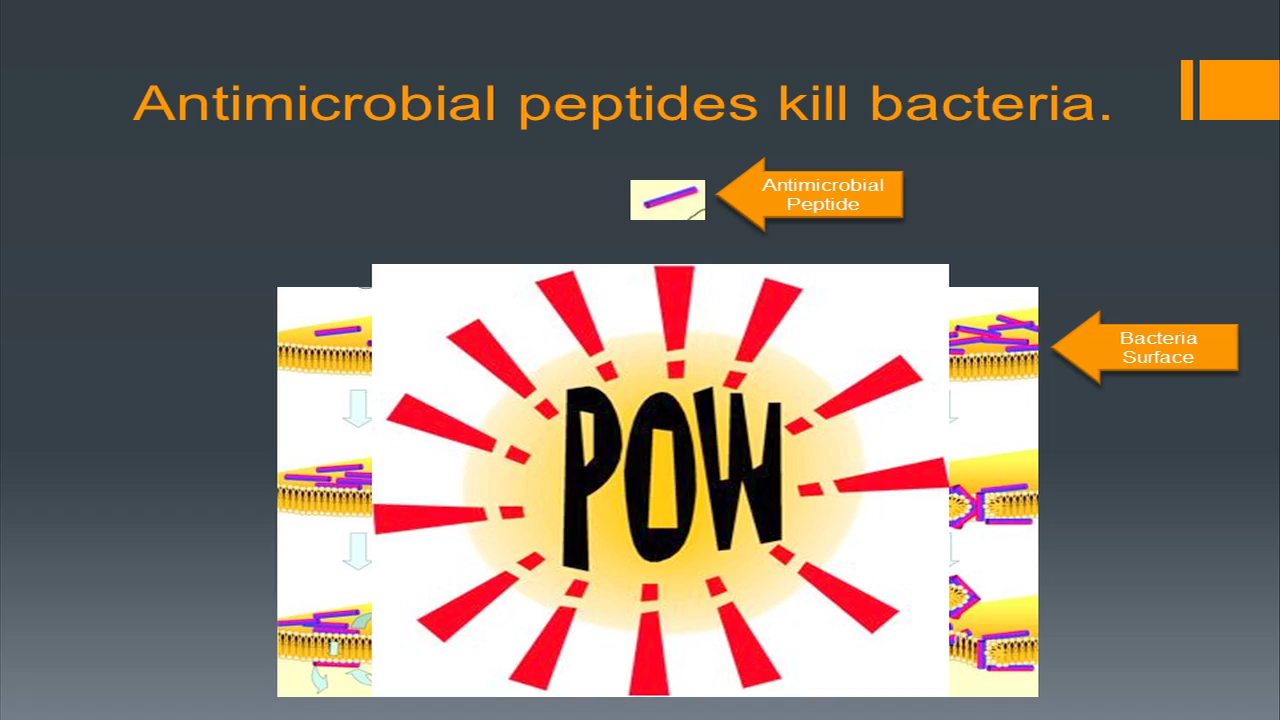 Antimicrobial peptides kill bacteria.
Antimicrobial
Peptide
Bacteria
Surface
POW